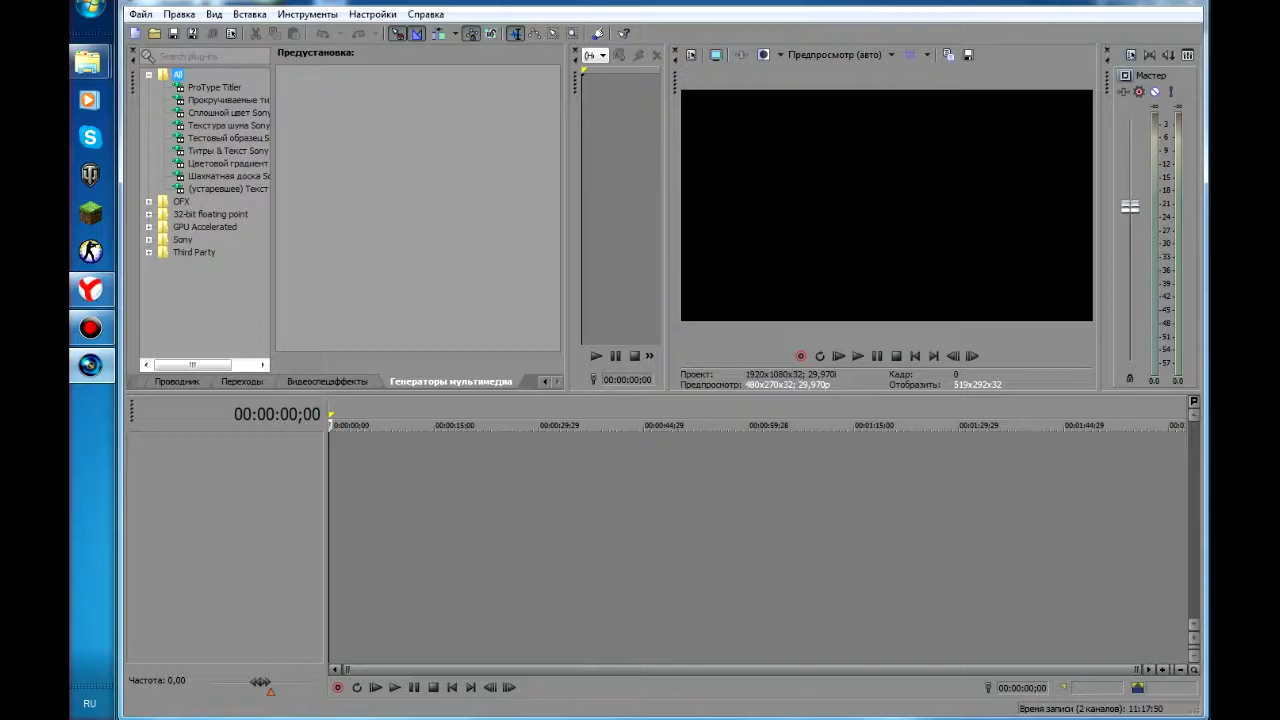 Файл Правка Вид Вставка Инструменты Настройки Справка
Search plug-ins
Предустановка:
All
ProType Titler
Прокручиваемые ти
Сплошной цвет Sony
Текстура шума Sony
Тестовый образец S
Титры & Текст Sony
Цветовой градиент
Шахматная доска So
(устаревшее) Текст
OFX
32-bit floating point
GPU Accelerated
Sony
Third Party
Проводник Переходы Видеоспецэффекты Генераторы мультимедиа
00:00:00;00
Предпросмотр (авто)
Проект: 1920x1080x32; 29,970i
Предпросмотр: 480x270x32; 29,970p
Кадр: 0
Отобразить: 519x292x32
Мастер
-∞ -∞
-3
-6
-9
-12
-15
-18
-21
-24
-27
-30
-33
-36
-39
-42
-45
-48
-51
-54
-57
0.0 0.0
00:00:00;00
0:00:00;00 00:00:15;00 00:00:29;29 00:00:44;29 00:00:59;28 00:01:15;00 00:01:29;29 00:01:44;29 00:0
Частота: 0,00
00:00:00;00
Время записи (2 каналов): 11:17:50
RU